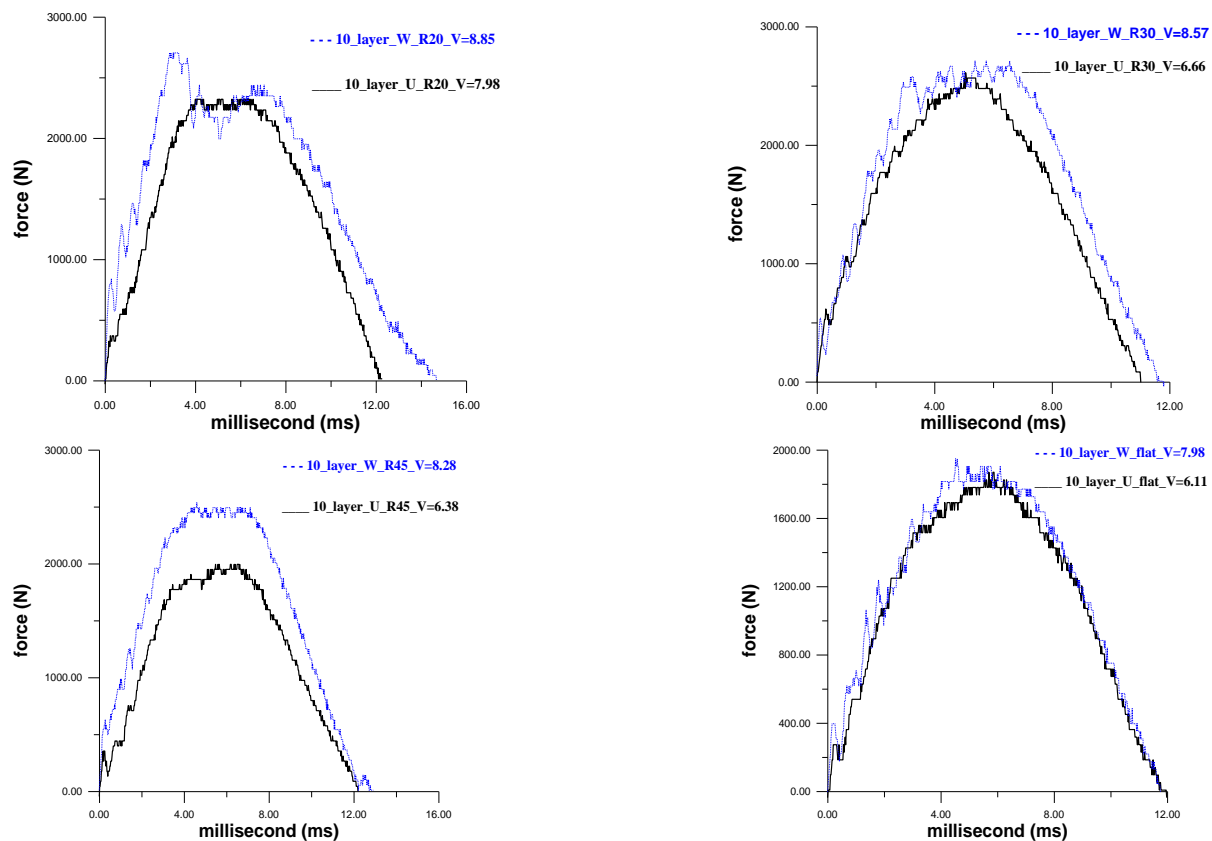 3000.00
2000.00
1000.00
0.00
force (N)
0.00 4.00 8.00 12.00 16.00
millisecond (ms)
--- 10_layer_W_R20_V=8.85
___ 10_layer_U_R20_V=7.98
3000.00
2000.00
1000.00
0.00
force (N)
0.00 4.00 8.00 12.00
millisecond (ms)
--- 10_layer_W_R30_V=8.57
___ 10_layer_U_R30_V=6.66
3000.00
2000.00
1000.00
0.00
force (N)
0.00 4.00 8.00 12.00 16.00
millisecond (ms)
--- 10_layer_W_R45_V=8.28
___ 10_layer_U_R45_V=6.38
2000.00
1600.00
1200.00
800.00
400.00
0.00
force (N)
0.00 4.00 8.00 12.00
millisecond (ms)
--- 10_layer_W_flat_V=7.98
___ 10_layer_U_flat_V=6.11